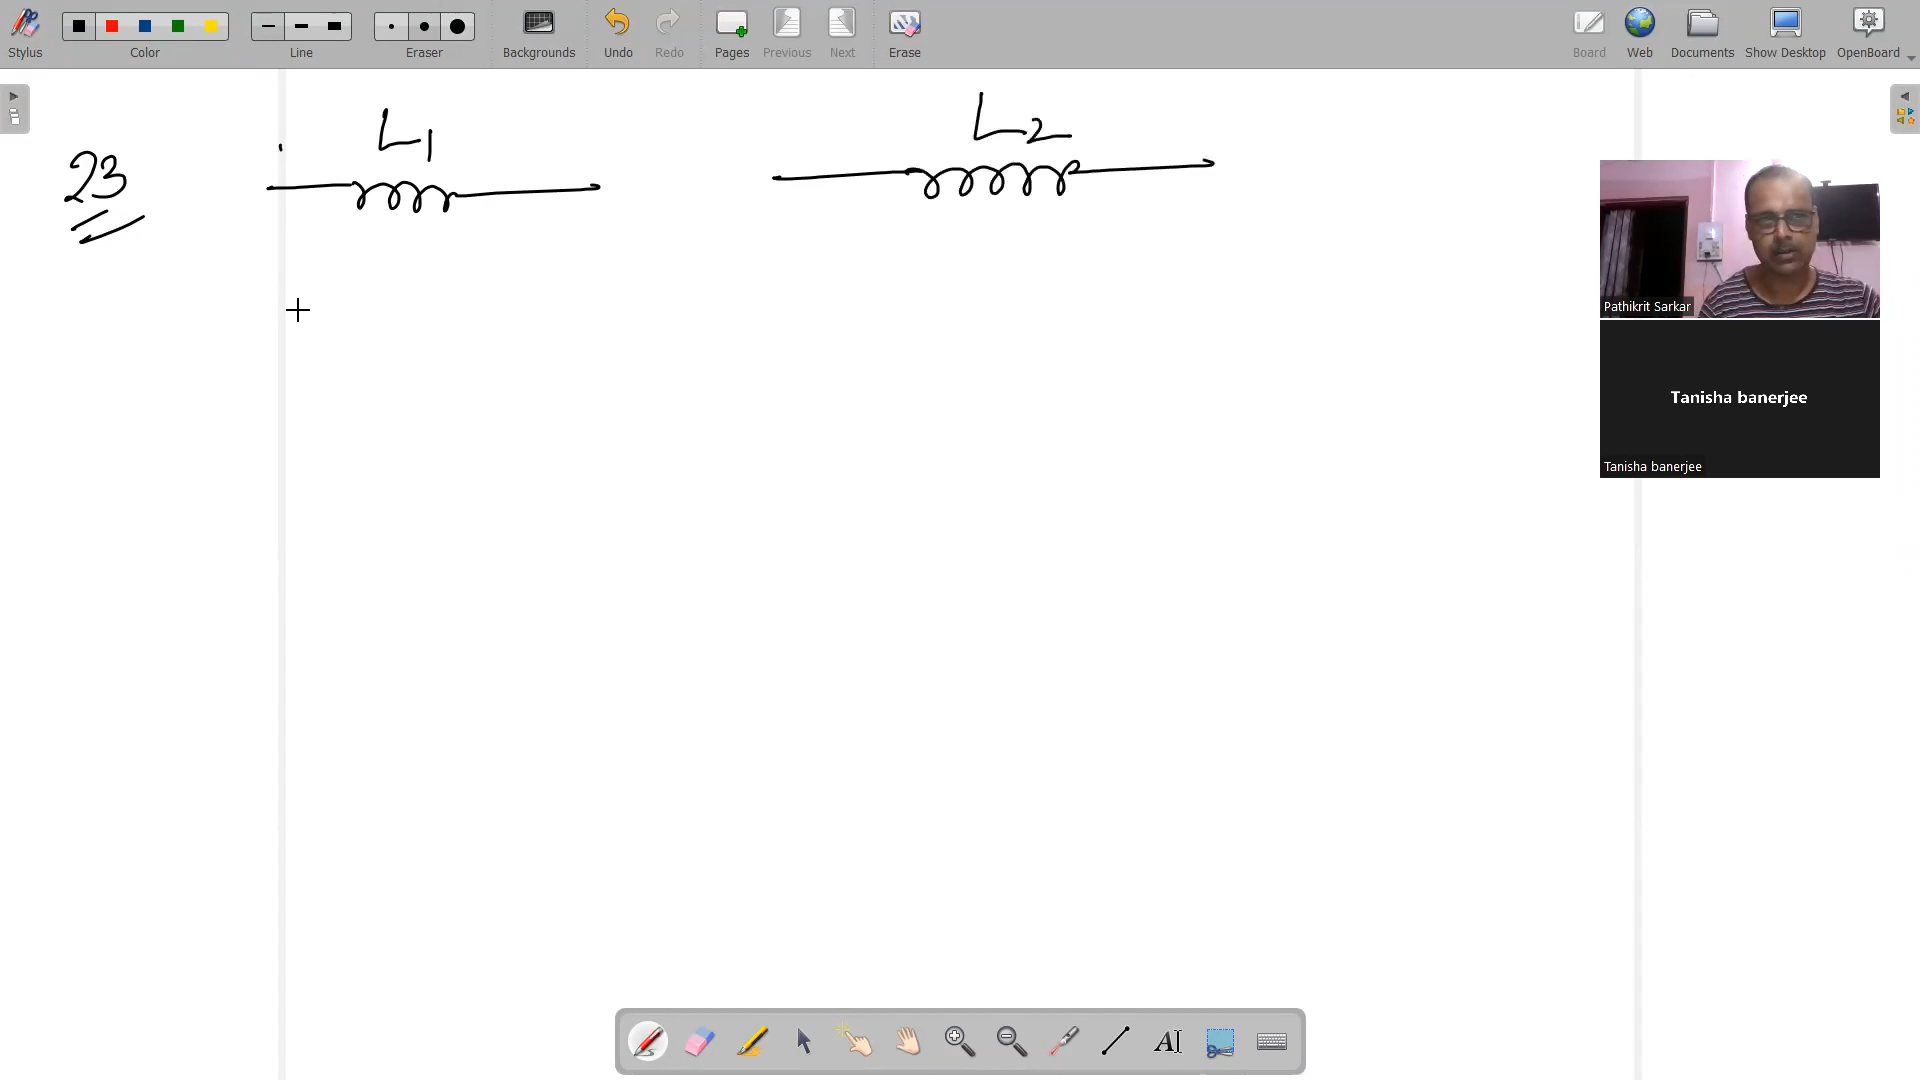 Stylus
Color
Line
Eraser
Backgrounds
Undo
Redo
Pages
Previous
Next
Erase
Board
Web
Documents
Show Desktop
OpenBoard
23
L1
L2
Pathikrit Sarkar
Tanisha banerjee
Tanisha banerjee
AI